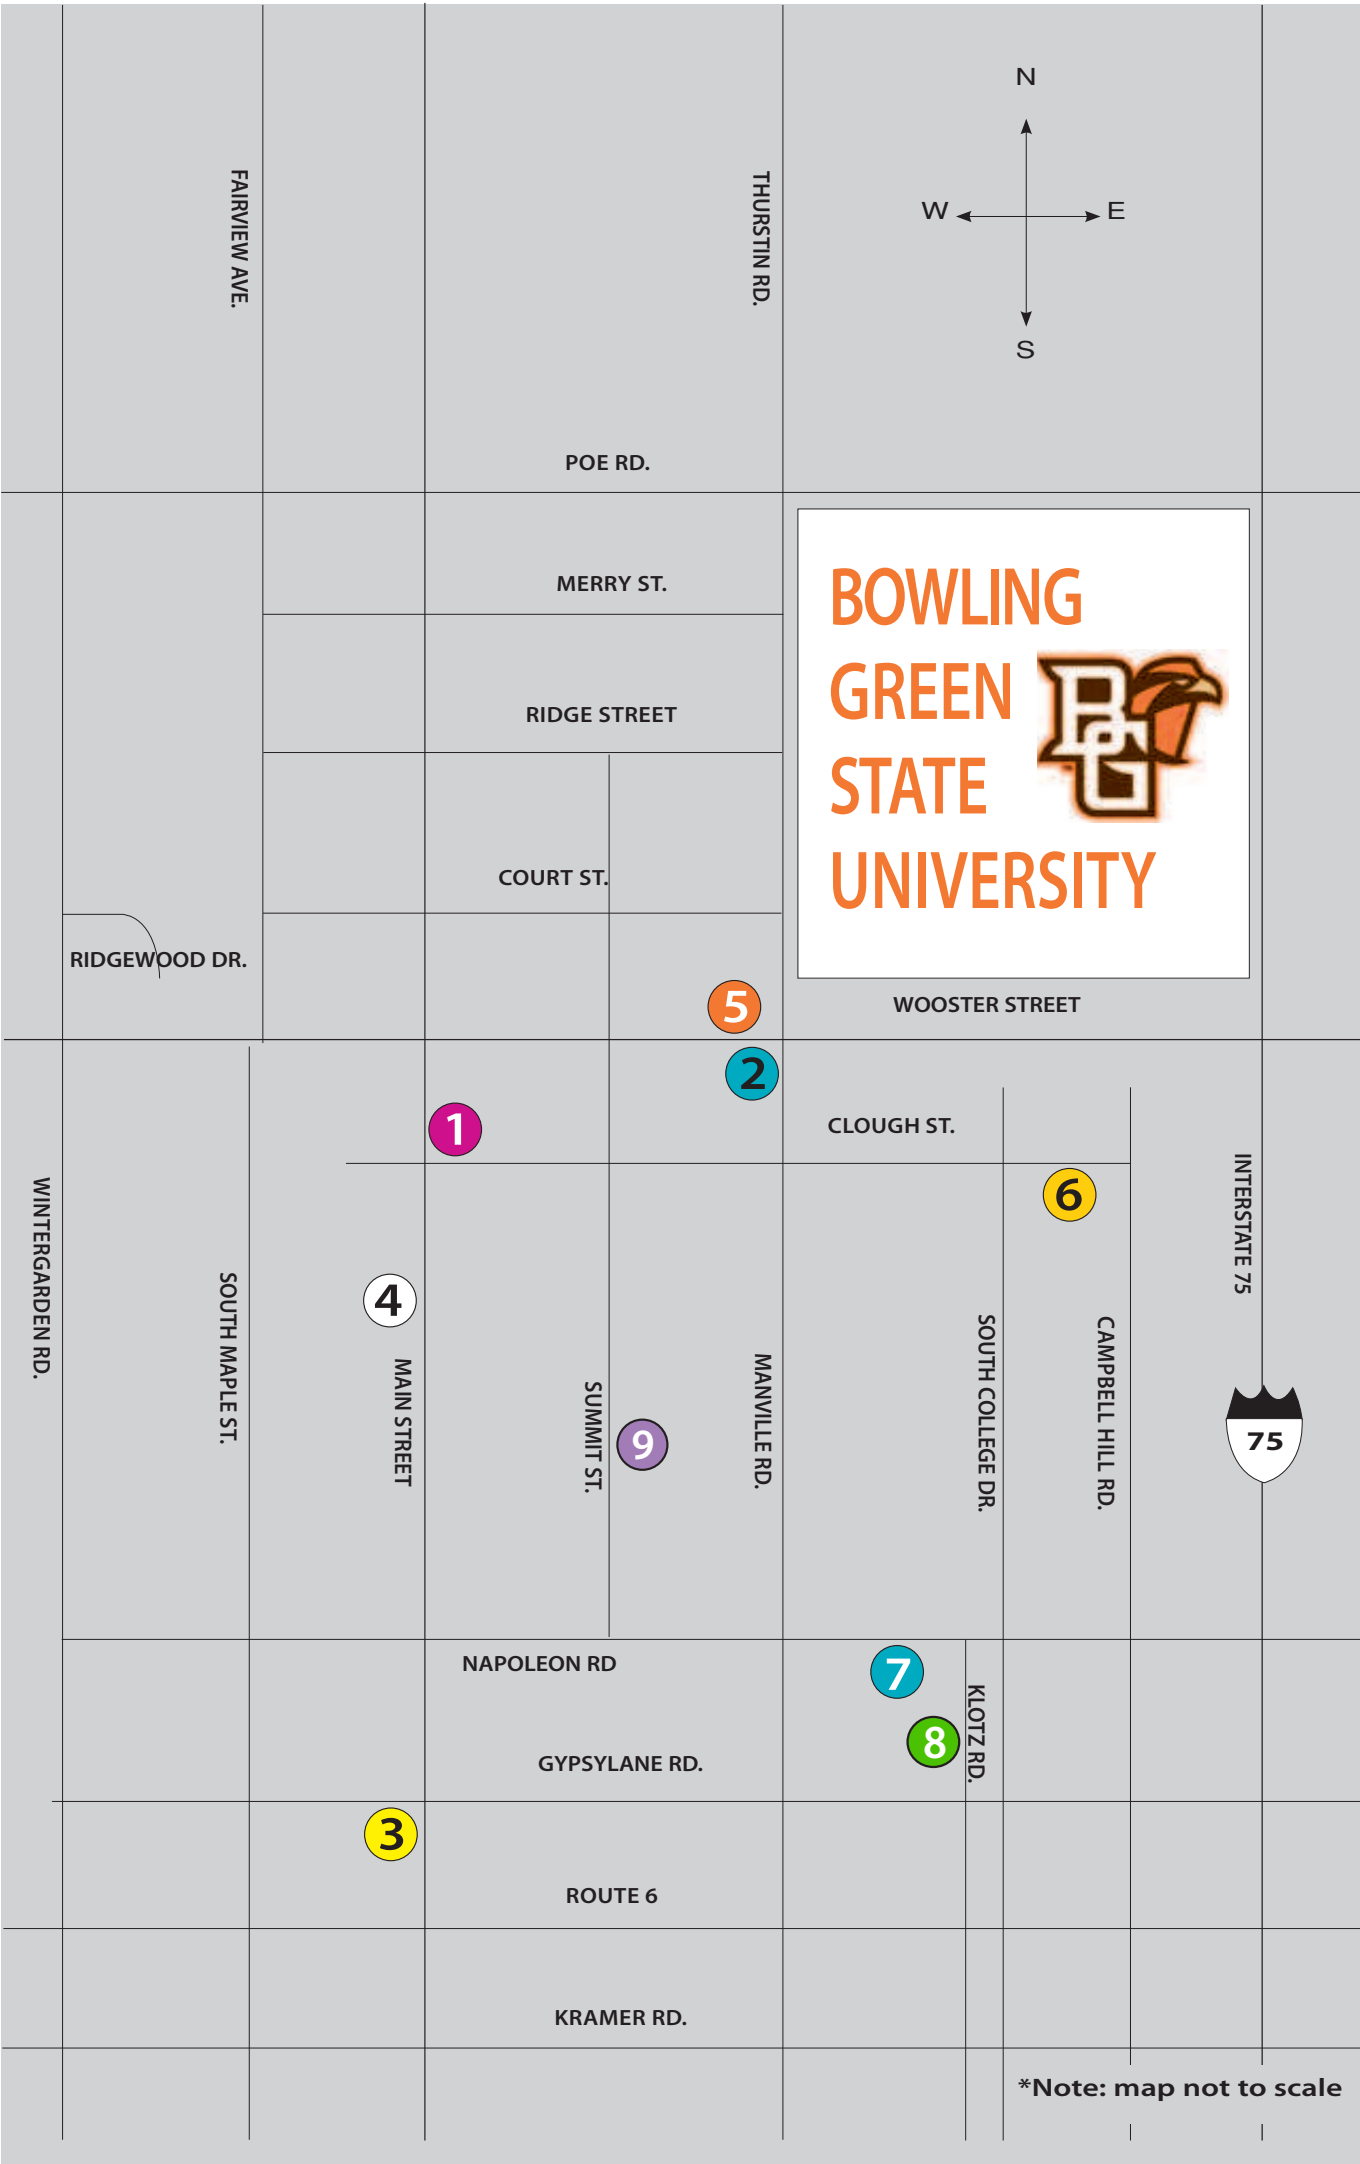 N
W
E
S
FAIRVIEW AVE.
THURSTIN RD.
POE RD.
MERRY ST.
RIDGE STREET
COURT ST.
RIDGEWOOD DR.
BOWLING
GREEN
STATE
UNIVERSITY
BG
WOOSTER STREET
5
2
1
CLOUGH ST.
6
4
9
WINTERGARDEN RD.
SOUTH MAPLE ST.
MAIN STREET
SUMMIT ST.
MANVILLE RD.
SOUTH COLLEGE DR.
CAMPBELL HILL RD.
INTERSTATE 75
75
NAPOLEON RD
7
8
KLOTZ RD.
GYPSYLANE RD.
3
ROUTE 6
KRAMER RD.
*Note: map not to scale